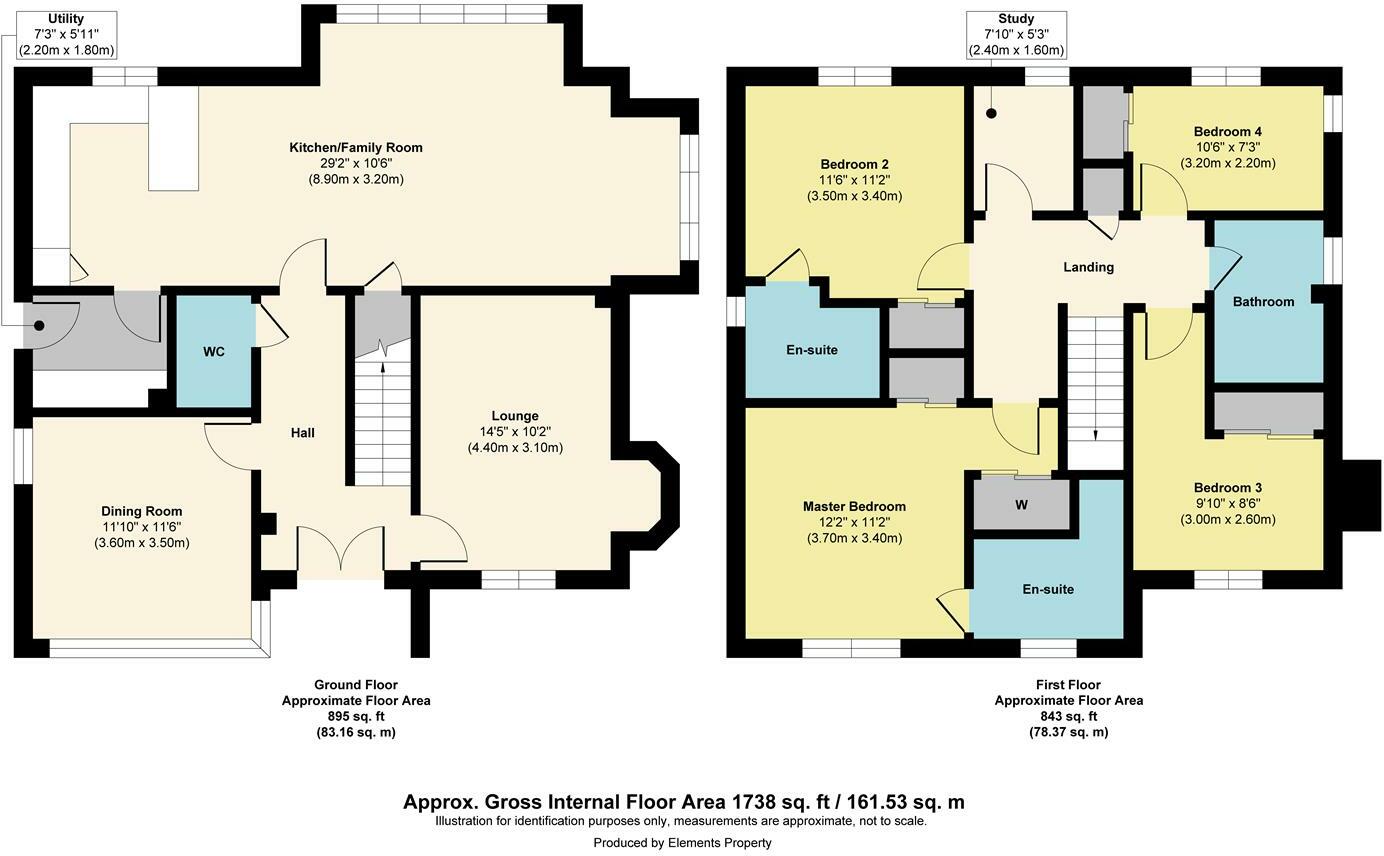 Utility
7'3" x 5'11"
(2.20m x 1.80m)
Kitchen/Family Room
29'2" x 10'6"
(8.90m x 3.20m)
WC
Hall
Lounge
14'5" x 10'2"
(4.40m x 3.10m)
Dining Room
11'10" x 11'6"
(3.60m x 3.50m)
Ground Floor
Approximate Floor Area
895 sq. ft
(83.16 sq. m)
Study
7'10" x 5'3"
(2.40m x 1.60m)
Bedroom 2
11'6" x 11'2"
(3.50m x 3.40m)
Bedroom 4
10'6" x 7'3"
(3.20m x 2.20m)
Landing
Bathroom
En-suite
Master Bedroom
12'2" x 11'2"
(3.70m x 3.40m)
W
Bedroom 3
9'10" x 8'6"
(3.00m x 2.60m)
En-suite
First Floor
Approximate Floor Area
843 sq. ft
(78.37 sq. m)
Approx. Gross Internal Floor Area 1738 sq. ft / 161.53 sq. m
Illustration for identification purposes only, measurements are approximate, not to scale.
Produced by Elements Property